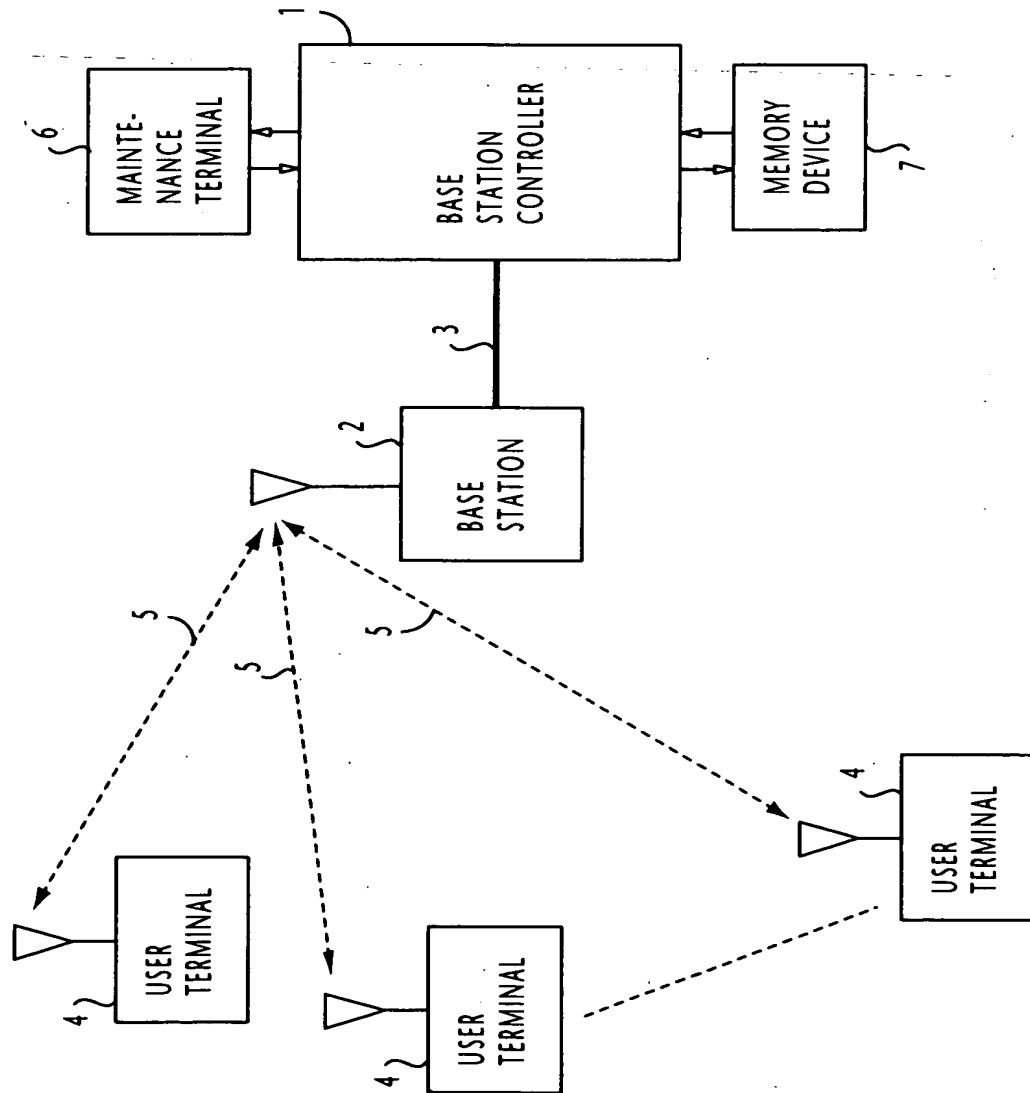 4
USER
TERMINAL
4
USER
TERMINAL
4
USER
TERMINAL
5
5
5
2
BASE
STATION
3
1
BASE
STATION
CONTROLLER
6
MAINTE-
NANCE
TERMINAL
MEMORY
DEVICE
7